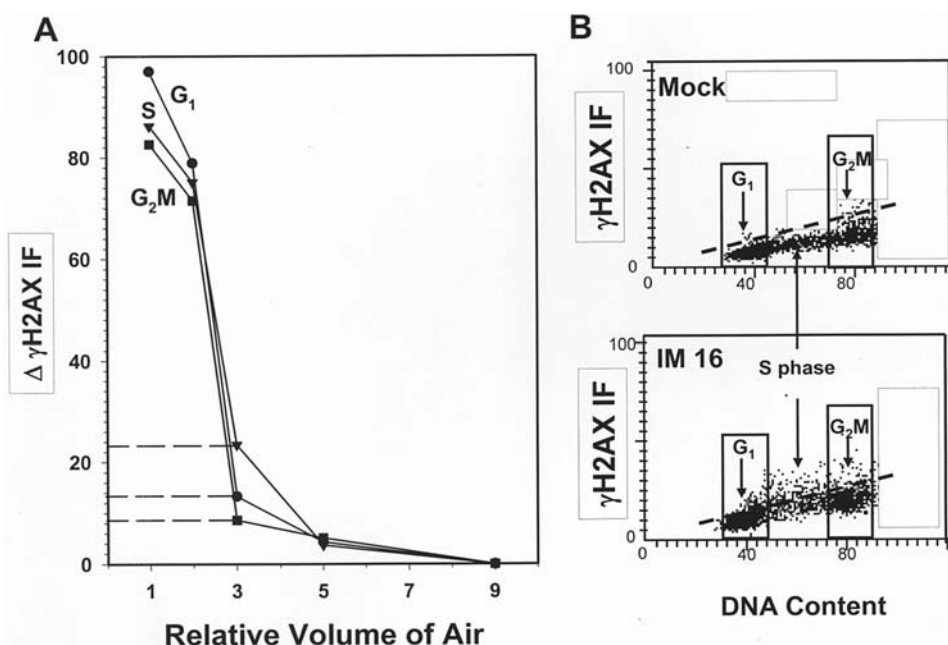 A
100
80
60
40
20
0
Δ γH2AX IF
G1
S
G2M
1 3 5 7 9
Relative Volume of Air
B
100
0
γH2AX IF
Mock
G1
G2M
0 40 80
S phase
100
0
γH2AX IF
IM 16
G1
G2M
0 40 80
DNA Content